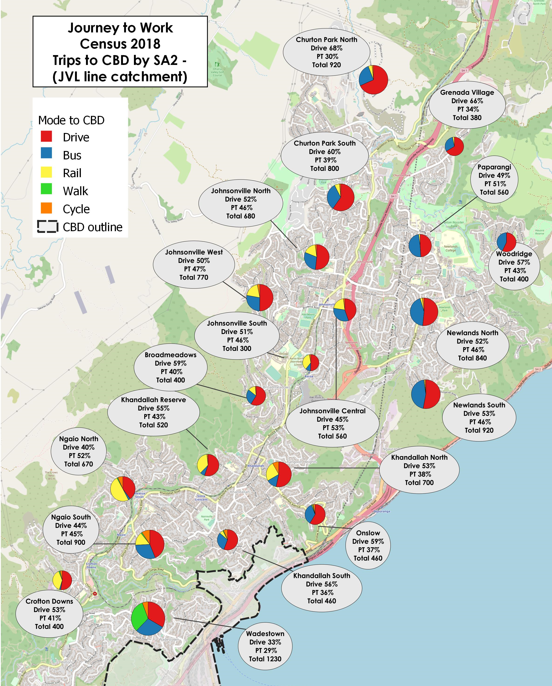 Journey to Work
Census 2018
Trips to CBD by SA2 -
(JVL line catchment)
Mode to CBD
Drive
Bus
Rail
Walk
Cycle
CBD outline
Churton Park North
Drive 68%
PT 30%
Total 920
Grenada Village
Drive 66%
PT 34%
Total 380
Churton Park South
Drive 60%
PT 39%
Total 800
Paparangi
Drive 49%
PT 51%
Total 560
Johnsonville North
Drive 52%
PT 46%
Total 680
Woodridge
Drive 57%
PT 43%
Total 400
Johnsonville West
Drive 50%
PT 47%
Total 770
Johnsonville South
Drive 51%
PT 46%
Total 300
Newlands North
Drive 52%
PT 46%
Total 840
Broadmeadows
Drive 59%
PT 40%
Total 400
Johnsonville Central
Drive 45%
PT 53%
Total 560
Newlands South
Drive 53%
PT 46%
Total 920
Khandallah Reserve
Drive 55%
PT 43%
Total 520
Ngaio North
Drive 40%
PT 52%
Total 670
Khandallah North
Drive 53%
PT 38%
Total 700
Ngaio South
Drive 44%
PT 45%
Total 900
Onslow
Drive 59%
PT 37%
Total 460
Khandallah South
Drive 56%
PT 36%
Total 460
Crofton Downs
Drive 53%
PT 41%
Total 400
Wadestown
Drive 33%
PT 29%
Total 1230